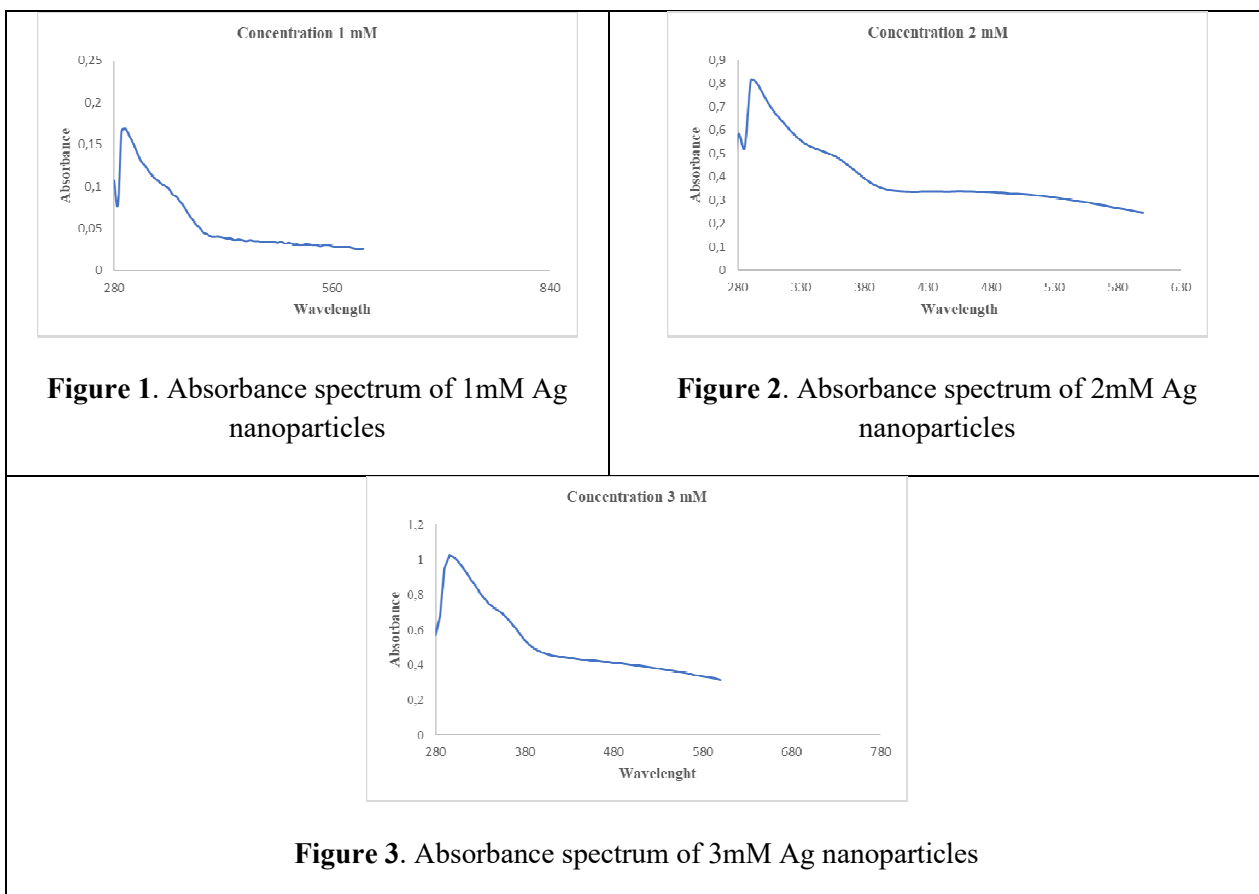 Concentration 1 mM
0,25
0,2
0,15
0,1
0,05
0
Absorbance
280
560
840
Wavelength
Figure 1. Absorbance spectrum of 1mM Ag
nanoparticles
Concentration 2 mM
0,9
0,8
0,7
0,6
0,5
0,4
0,3
0,2
0,1
0
Absorbance
280
330
380
430
480
530
580
630
Wavelength
Figure 2. Absorbance spectrum of 2mM Ag
nanoparticles
Concentration 3 mM
1,2
1
0,8
0,6
0,4
0,2
0
Absorbance
280
380
480
580
680
780
Wavelenght
Figure 3. Absorbance spectrum of 3mM Ag nanoparticles